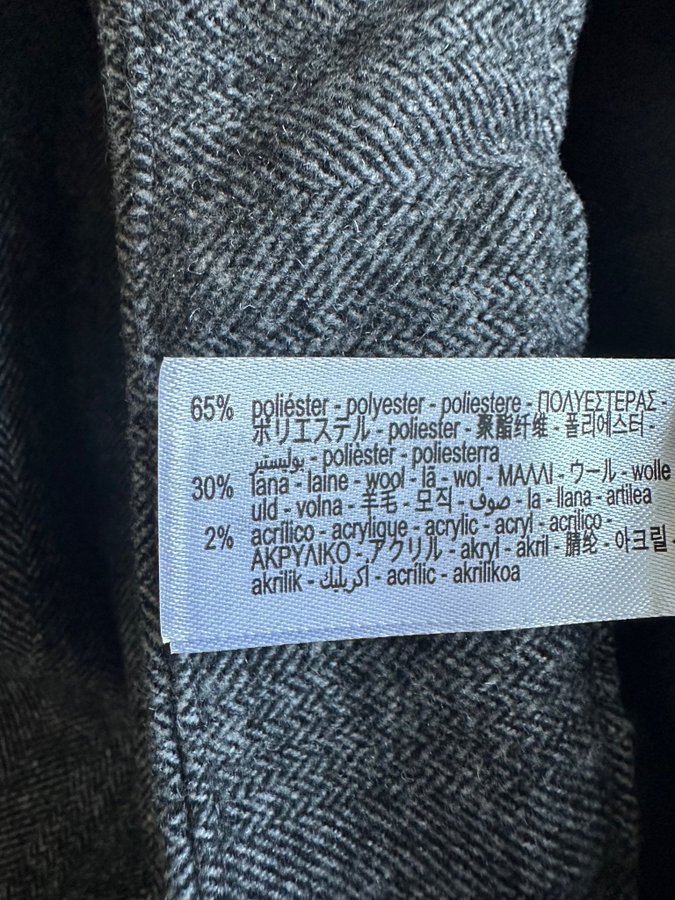 65% poliéster - polyester - poliestere - ΠΟΛΥΕΣΤΕΡΑΣ -
ポリエステル - poliester - 聚酯纤维 - 폴리에스터 -
بوليستير - polièster - poliesterra
30% lana - laine - wool - lã - wol - ΜΑΛΛΙ - ウール - wolle
uld - volna - 羊毛 - 모직 - صوف - la - llana - artilea
2% acrílico - acrylique - acrylic - acryl - acrilico -
ΑΚΡΥΛΙΚΟ - アクリル - akryl - akril - 腈纶 - 아크릴 -
akrilik - اكريليك - acrílic - akrilikoa